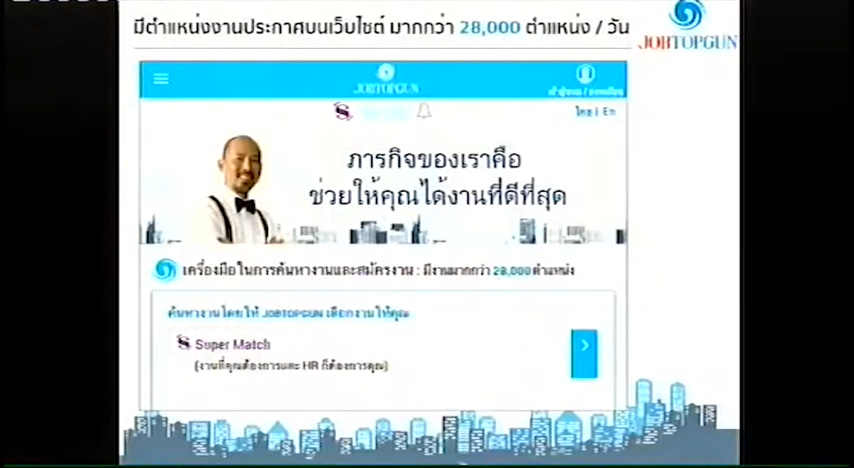 มีตำแหน่งงานประกาศบนเว็บไซต์ มากกว่า 28,000 ตำแหน่ง / วัน
JOBTOPGUN
JOBTOPGUN
ไทย | En
ภารกิจของเราคือ
ช่วยให้คุณได้งานที่ดีที่สุด
เครื่องมือในการค้นหางานและสมัครงาน : มีงานมากกว่า 28,000 ตำแหน่ง
ค้นหางานโดยให้ JOBTOPGUN เลือกงานให้คุณ
Super Match
(งานที่คุณต้องการและ HR ก็ต้องการคุณ)